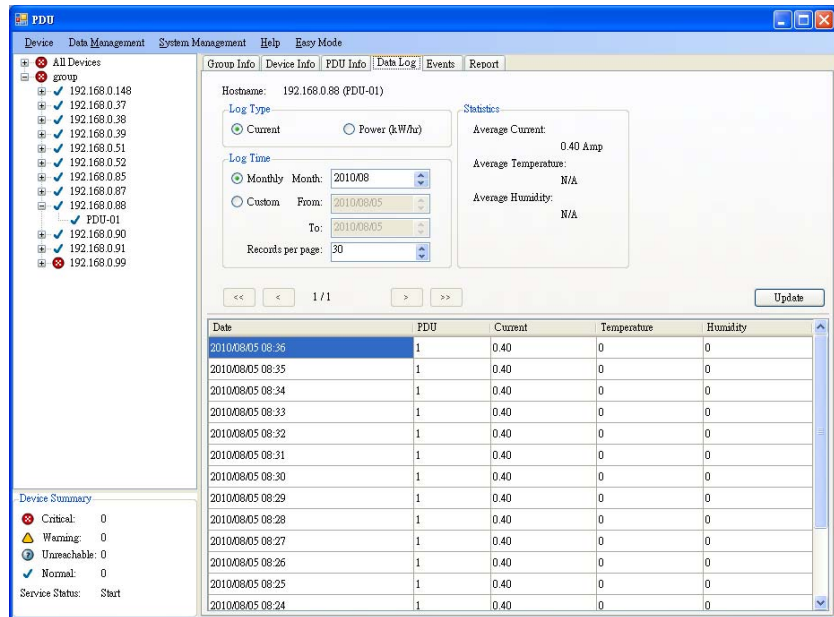 PDU
Device Data Management System Management Help Easy Mode
All Devices
group
192.168.0.148
192.168.0.37
192.168.0.38
192.168.0.39
192.168.0.51
192.168.0.52
192.168.0.85
192.168.0.87
192.168.0.88
PDU-01
192.168.0.90
192.168.0.91
192.168.0.99
Device Summary
Critical: 0
Warning: 0
Unreachable: 0
Normal: 0
Service Status: Start
Group Info Device Info PDU Info Data Log Events Report
Hostname: 192.168.0.88 (PDU-01)
Log Type
Current Power (kW/hr)
Log Time
Monthly Month: 2010/08
Custom From: 2010/08/05
To: 2010/08/05
Records per page: 30
Statistics
Average Current:
0.40 Amp
Average Temperature:
N/A
Average Humidity:
N/A
<< < 1 / 1 > >> Update
Date PDU Current Temperature Humidity
2010/08/05 08:36 1 0.40 0 0
2010/08/05 08:35 1 0.40 0 0
2010/08/05 08:34 1 0.40 0 0
2010/08/05 08:33 1 0.40 0 0
2010/08/05 08:32 1 0.40 0 0
2010/08/05 08:31 1 0.40 0 0
2010/08/05 08:30 1 0.40 0 0
2010/08/05 08:29 1 0.40 0 0
2010/08/05 08:28 1 0.40 0 0
2010/08/05 08:27 1 0.40 0 0
2010/08/05 08:26 1 0.40 0 0
2010/08/05 08:25 1 0.40 0 0
2010/08/05 08:24 1 0.40 0 0